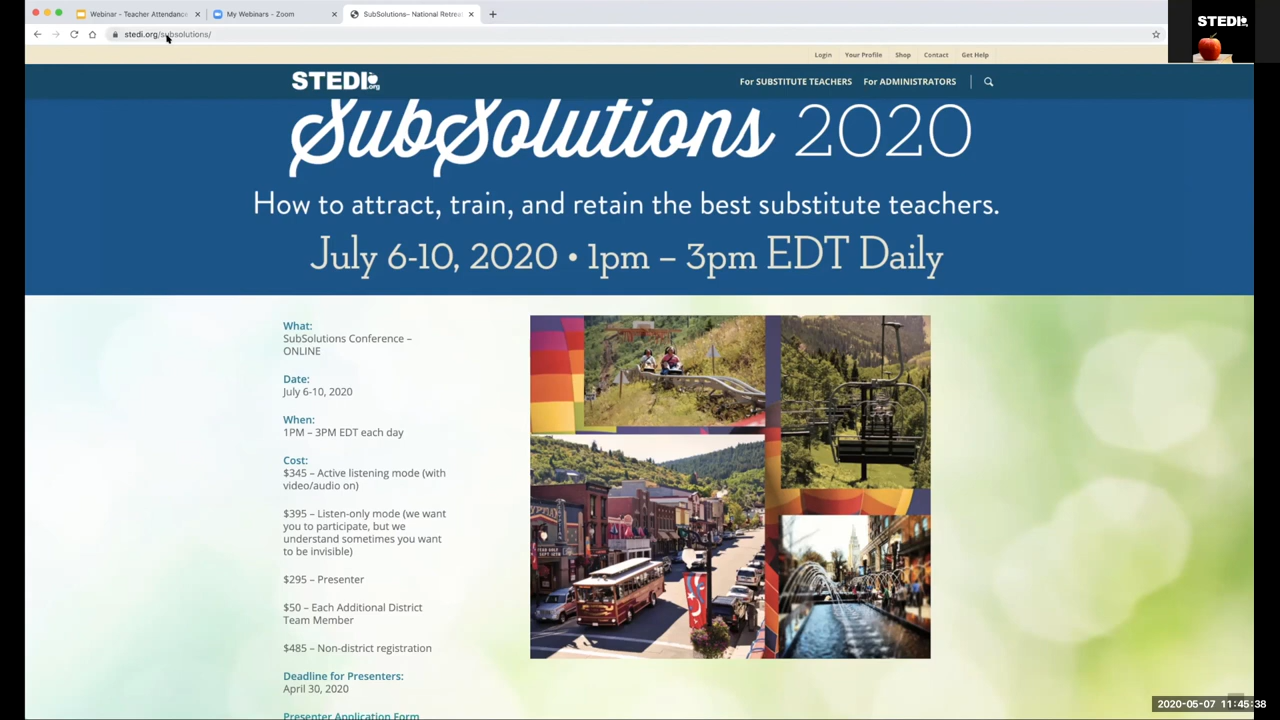 Webinar - Teacher Attendance
My Webinars - Zoom
SubSolutions– National Retrea
stedi.org/subsolutions/
STEDI
Login Your Profile Shop Contact Get Help
STEDI.org
For SUBSTITUTE TEACHERS For ADMINISTRATORS
SubSolutions 2020
How to attract, train, and retain the best substitute teachers.
July 6-10, 2020 • 1pm – 3pm EDT Daily
What:
SubSolutions Conference –
ONLINE
Date:
July 6-10, 2020
When:
1PM – 3PM EDT each day
Cost:
$345 – Active listening mode (with
video/audio on)
$395 – Listen-only mode (we want
you to participate, but we
understand sometimes you want
to be invisible)
$295 – Presenter
$50 – Each Additional District
Team Member
$485 – Non-district registration
Deadline for Presenters:
April 30, 2020
Presenter Application Form
2020-05-07 11:45:38